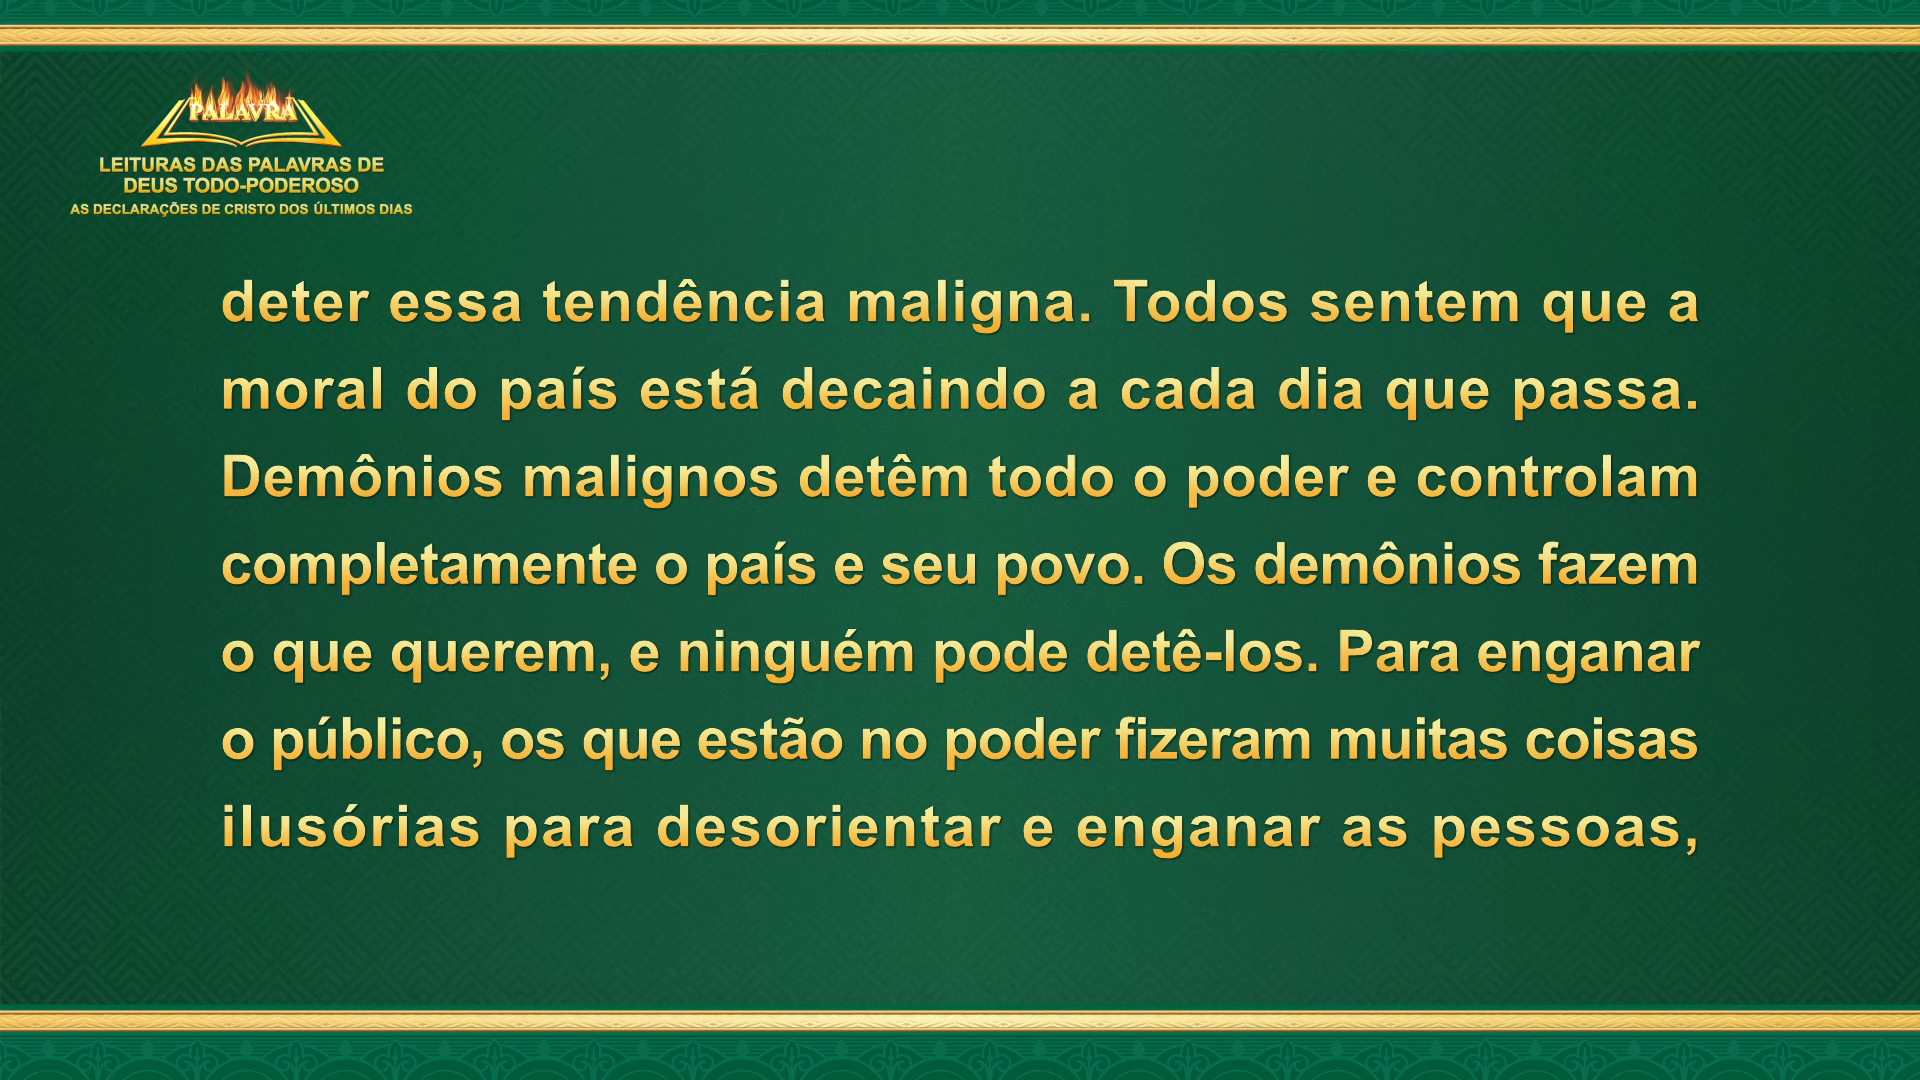 PALAVRA
LEITURAS DAS PALAVRAS DE
DEUS TODO-PODEROSO
AS DECLARAÇÕES DE CRISTO DOS ÚLTIMOS DIAS
deter essa tendência maligna. Todos sentem que a
moral do país está decaindo a cada dia que passa.
Demônios malignos detêm todo o poder e controlam
completamente o país e seu povo. Os demônios fazem
o que querem, e ninguém pode detê-los. Para enganar
o público, os que estão no poder fizeram muitas coisas
ilusórias para desorientar e enganar as pessoas,